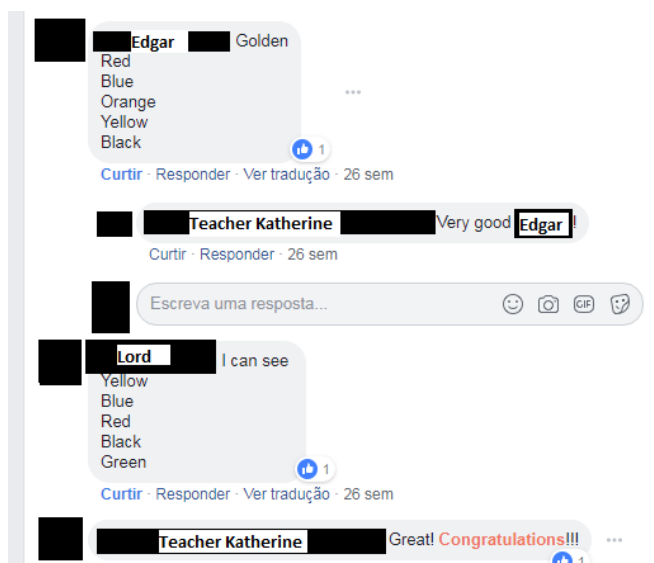 Edgar Golden
Red
Blue
Orange
Yellow
Black
1
Curtir · Responder · Ver tradução · 26 sem
Teacher Katherine Very good Edgar!
Curtir · Responder · 26 sem
Escreva uma resposta...
GIF
Lord I can see
Yellow
Blue
Red
Black
Green
1
Curtir · Responder · Ver tradução · 26 sem
Teacher Katherine Great! Congratulations!!!
1